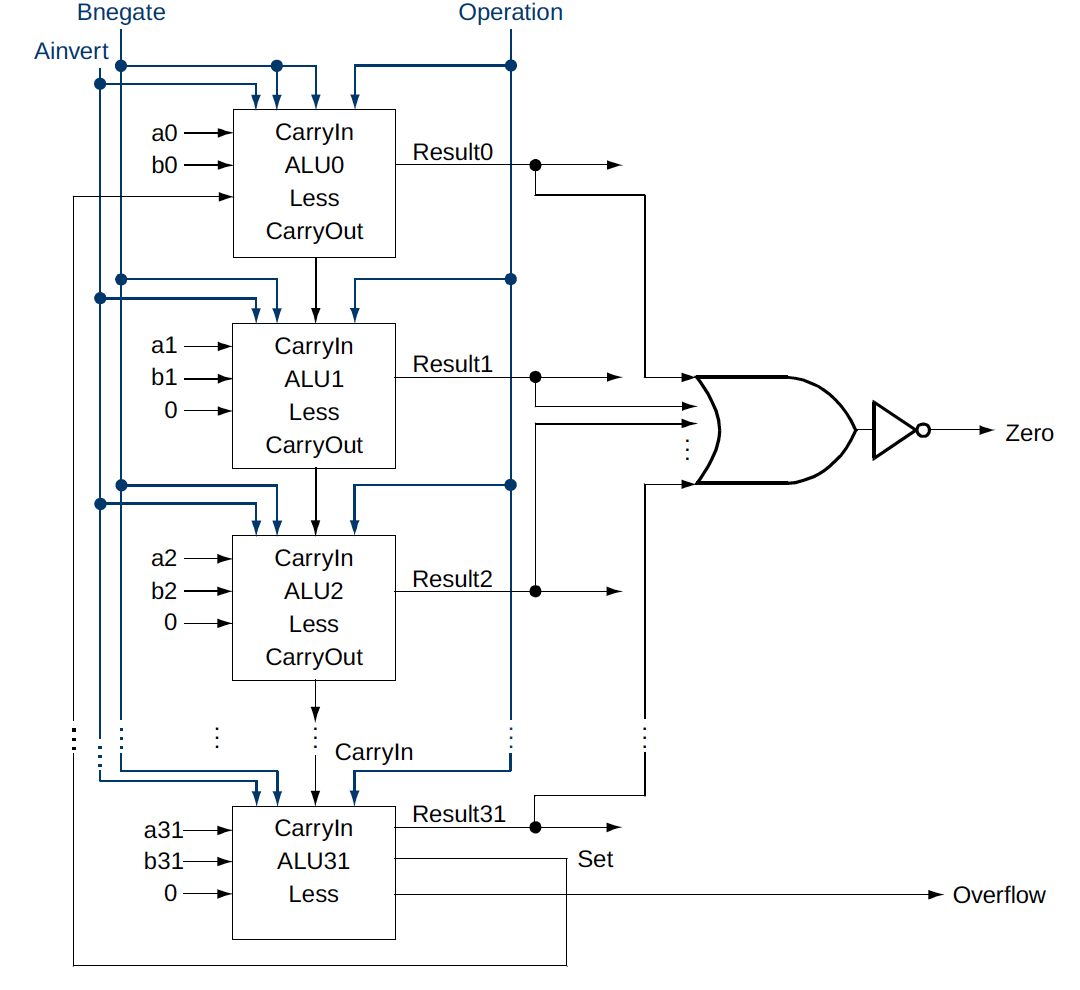 Bnegate
Operation
Ainvert
a0
b0
CarryIn
ALU0
Less
CarryOut
Result0
a1
b1
0
CarryIn
ALU1
Less
CarryOut
Result1
Zero
a2
b2
0
CarryIn
ALU2
Less
CarryOut
Result2
CarryIn
a31
b31
0
CarryIn
ALU31
Less
Result31
Set
Overflow